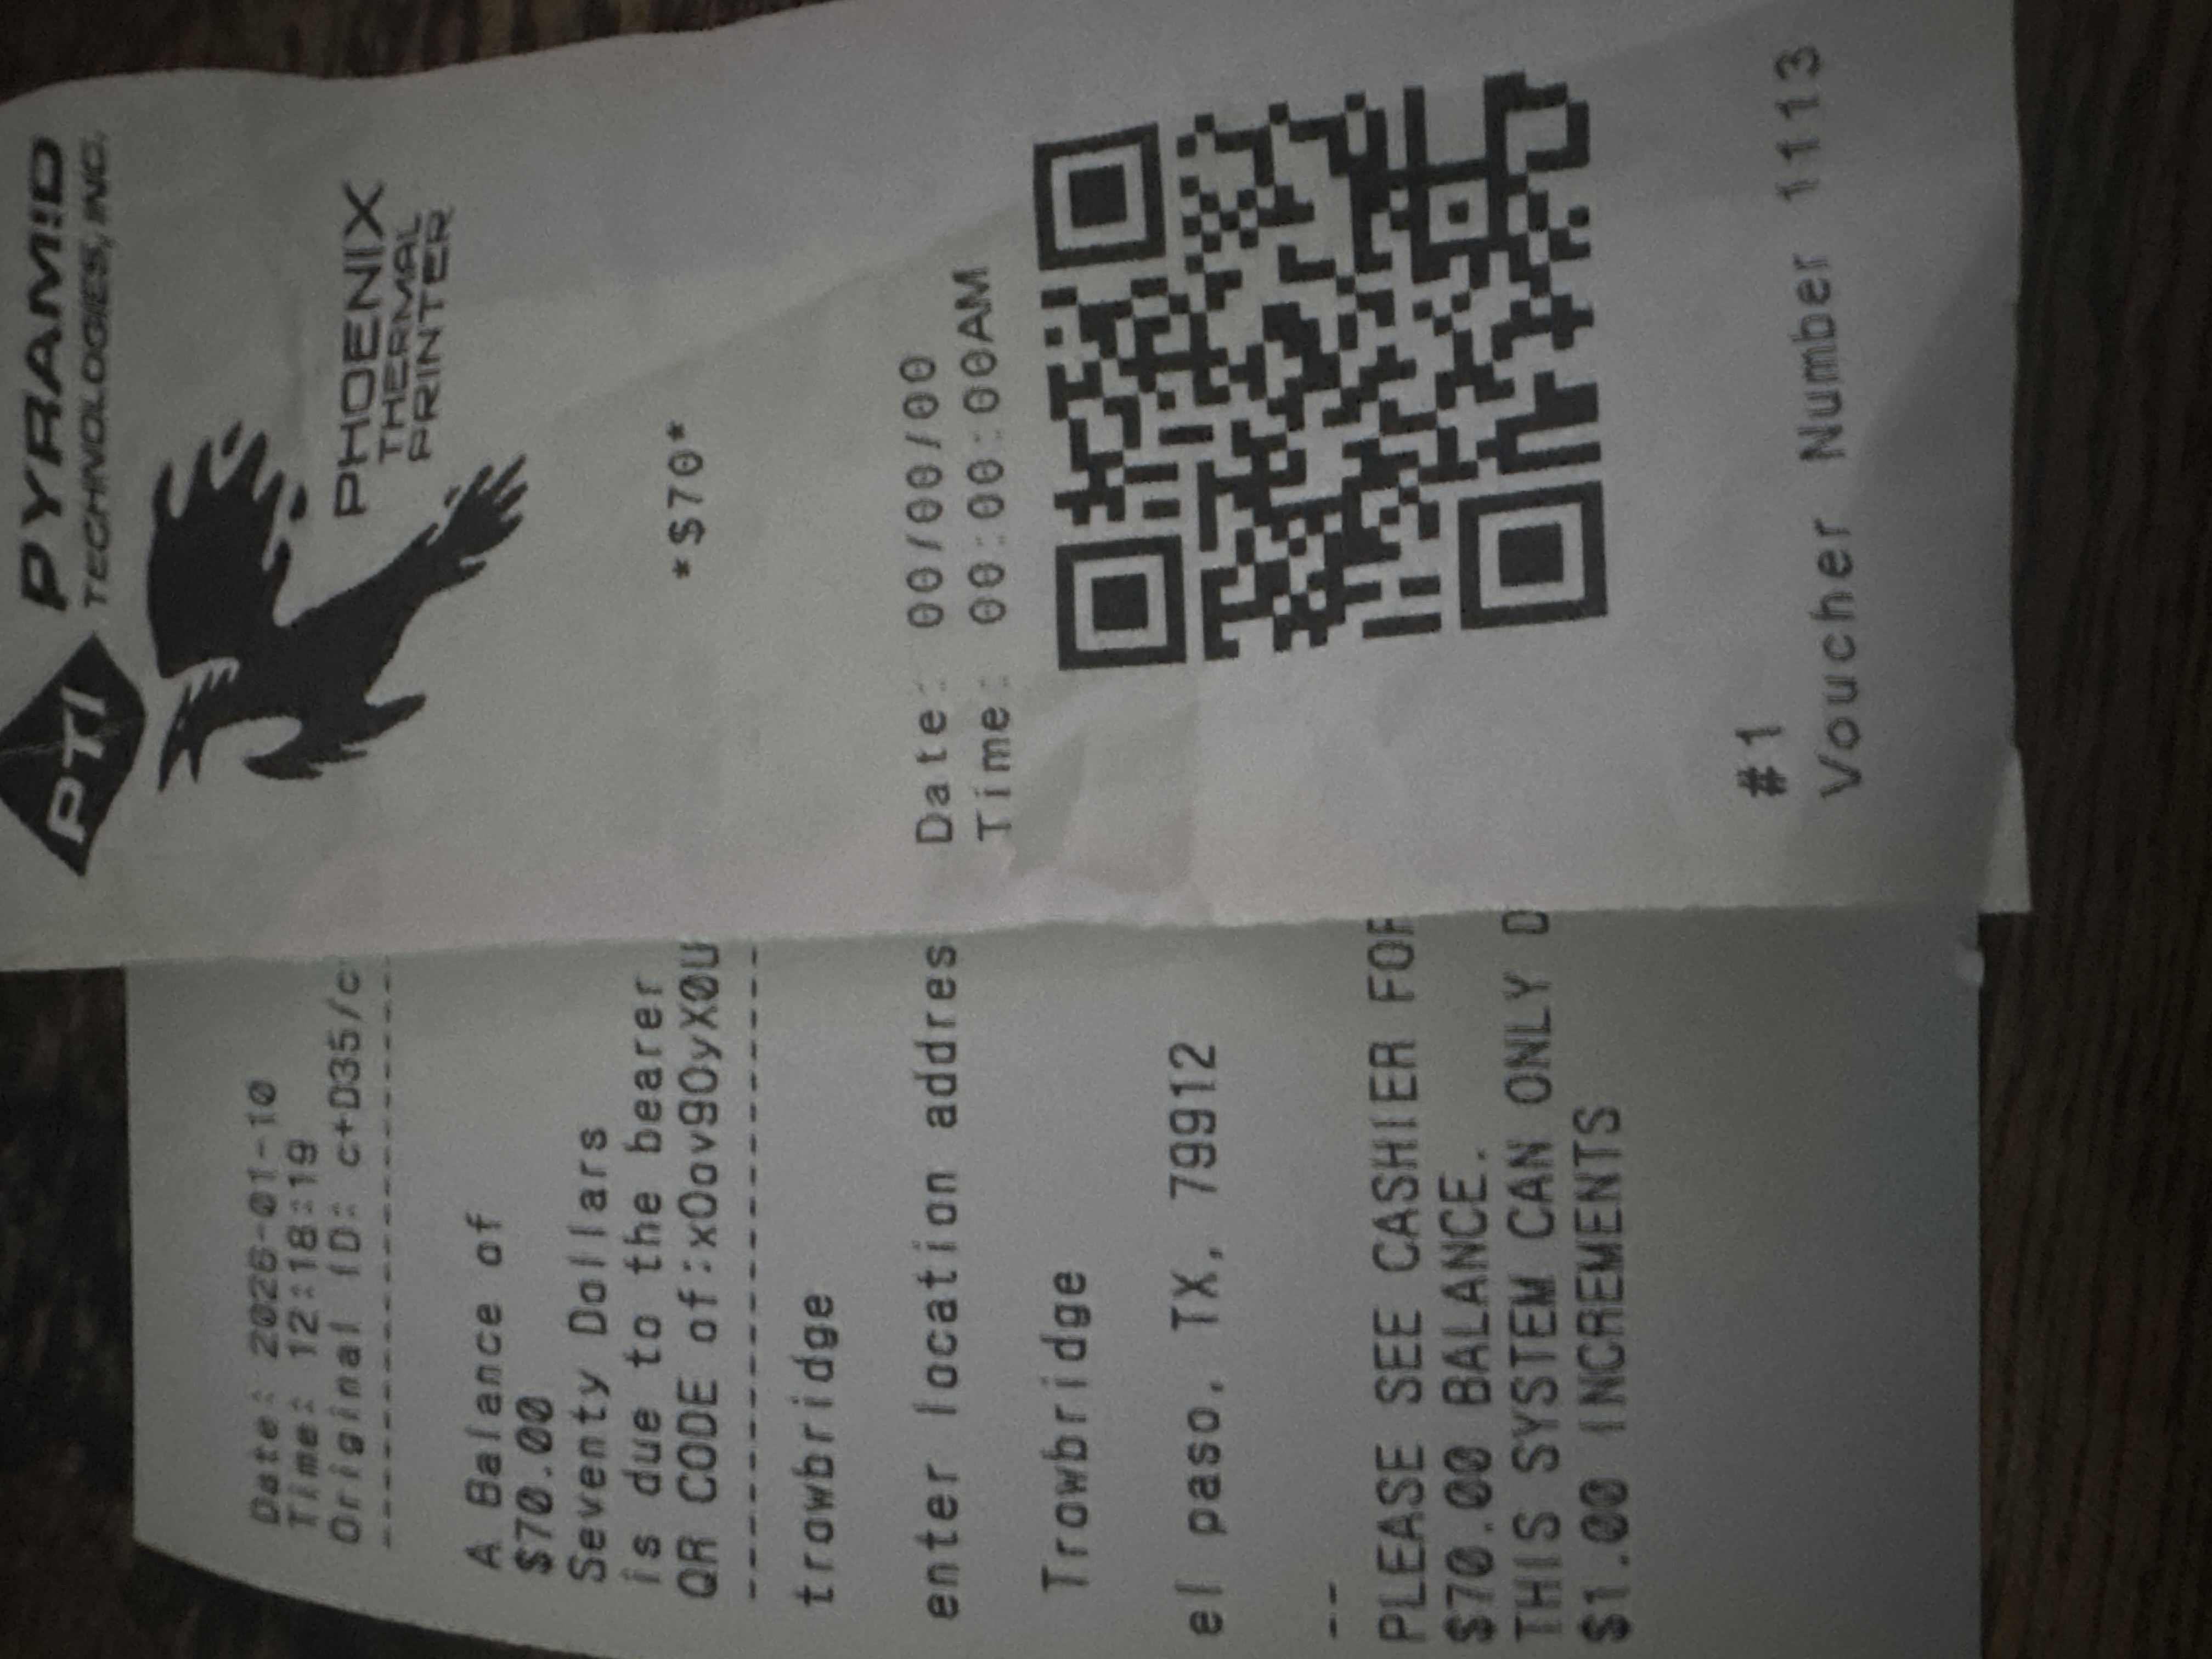 PTI PYRAMID
TECHNOLOGIES, INC.
PHOENIX
THERMAL
PRINTER
*$70*
Date: 00/00/00
Time: 00:00:00AM
#1
Voucher Number 1113
Date: 2026-01-10
Time: 12:18:19
Original ID: c+D35/c
--------------------
A Balance of
$70.00
Seventy Dollars
is due to the bearer
QR CODE of:xOov9OyX0U
--------------------
trowbridge
enter location addres
Trowbridge
el paso, TX, 79912
--
PLEASE SEE CASHIER FOR
$70.00 BALANCE.
THIS SYSTEM CAN ONLY D
$1.00 INCREMENTS